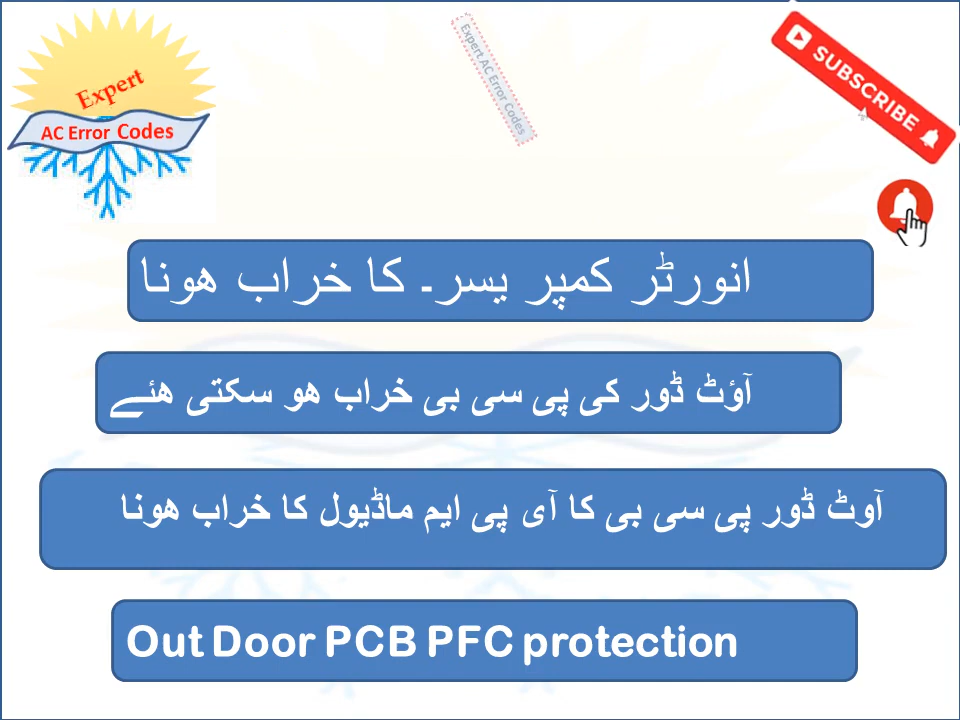 Expert
AC Error Codes
Expert AC Error Codes
SUBSCRIBE
انورٹر کمپر یسر۔ کا خراب ھونا
آؤٹ ڈور کی پی سی بی خراب ھو سکتی ھئے
آوٹ ڈور پی سی بی کا آی پی ایم ماڈیول کا خراب ھونا
Out Door PCB PFC protection